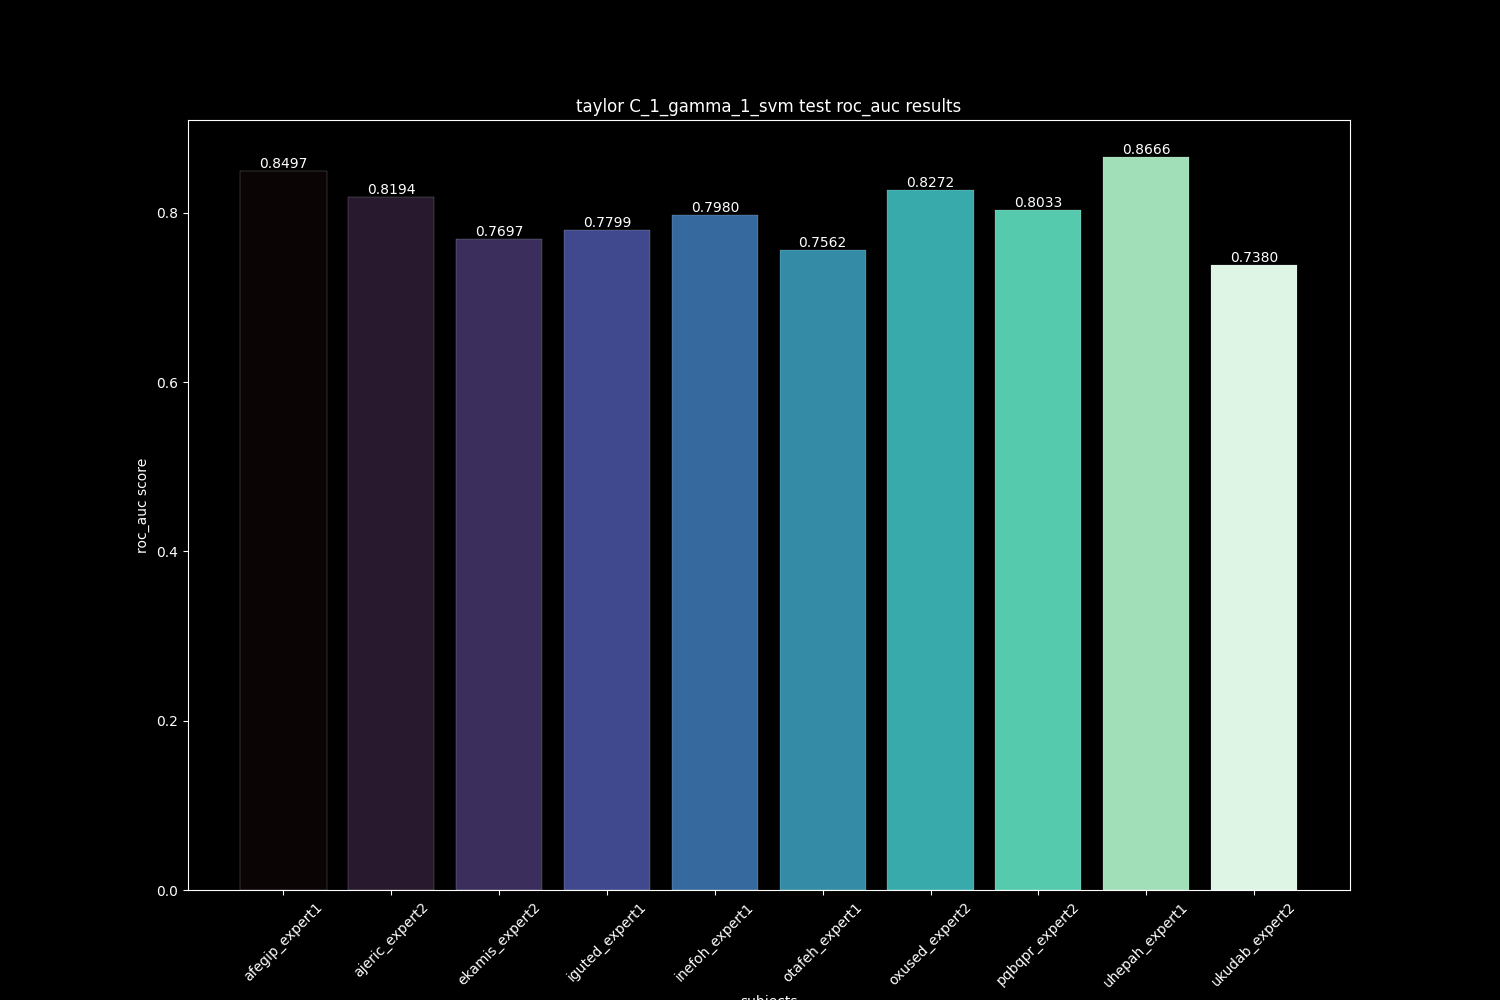 taylor C_1_gamma_1_svm test roc_auc results
0.8497
0.8194
0.7697
0.7799
0.7980
0.7562
0.8272
0.8033
0.8666
0.7380
0.8
0.6
0.4
0.2
0.0
roc_auc score
afegip_expert1
ajeric_expert2
ekamis_expert2
iguted_expert1
inefoh_expert1
otafeh_expert1
oxused_expert2
pqbqpr_expert2
uhepah_expert1
ukudab_expert2
subjects